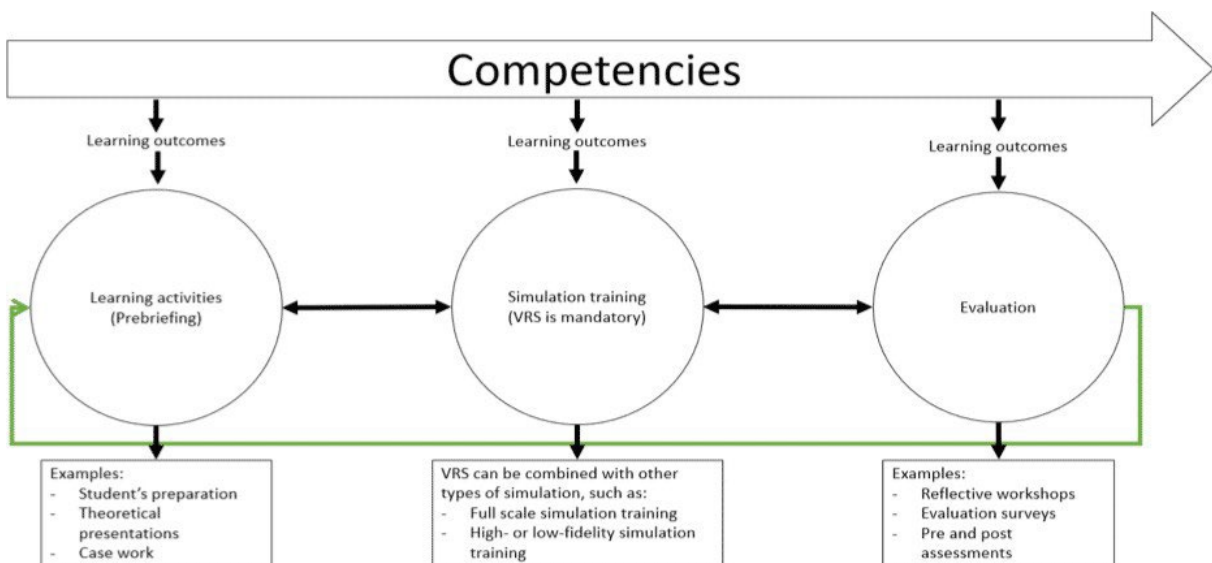 Competencies
Learning outcomes
Learning outcomes
Learning outcomes
Learning activities
(Prebriefing)
Simulation training
(VRS is mandatory)
Evaluation
Examples:
- Student's preparation
- Theoretical
presentations
- Case work
VRS can be combined with other
types of simulation, such as:
- Full scale simulation training
- High- or low-fidelity simulation
training
Examples:
- Reflective workshops
- Evaluation surveys
- Pre and post
assessments